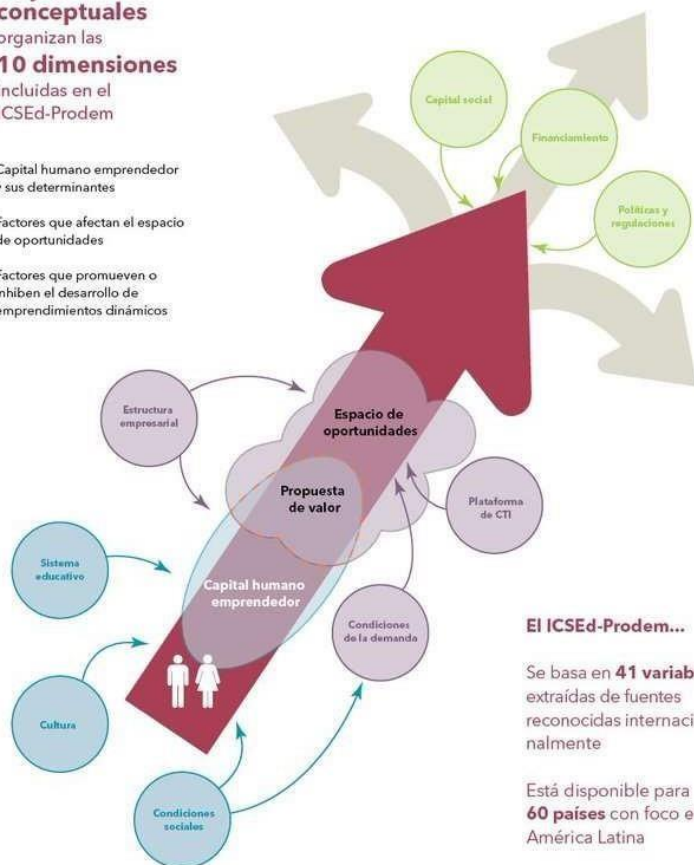 conceptuales
organizan las
10 dimensiones
incluidas en el
ICSEd-Prodem
Capital humano emprendedor
y sus determinantes
Factores que afectan el espacio
de oportunidades
Factores que promueven o
inhiben el desarrollo de
emprendimientos dinámicos
Capital social
Financiamiento
Políticas y
regulaciones
Estructura
empresarial
Espacio de
oportunidades
Propuesta
de valor
Plataforma
de CTI
Sistema
educativo
Capital humano
emprendedor
Condiciones
de la demanda
Cultura
Condiciones
sociales
El ICSEd-Prodem...
Se basa en 41 variab
extraídas de fuentes
reconocidas internaci
nalmente
Está disponible para
60 países con foco e
América Latina